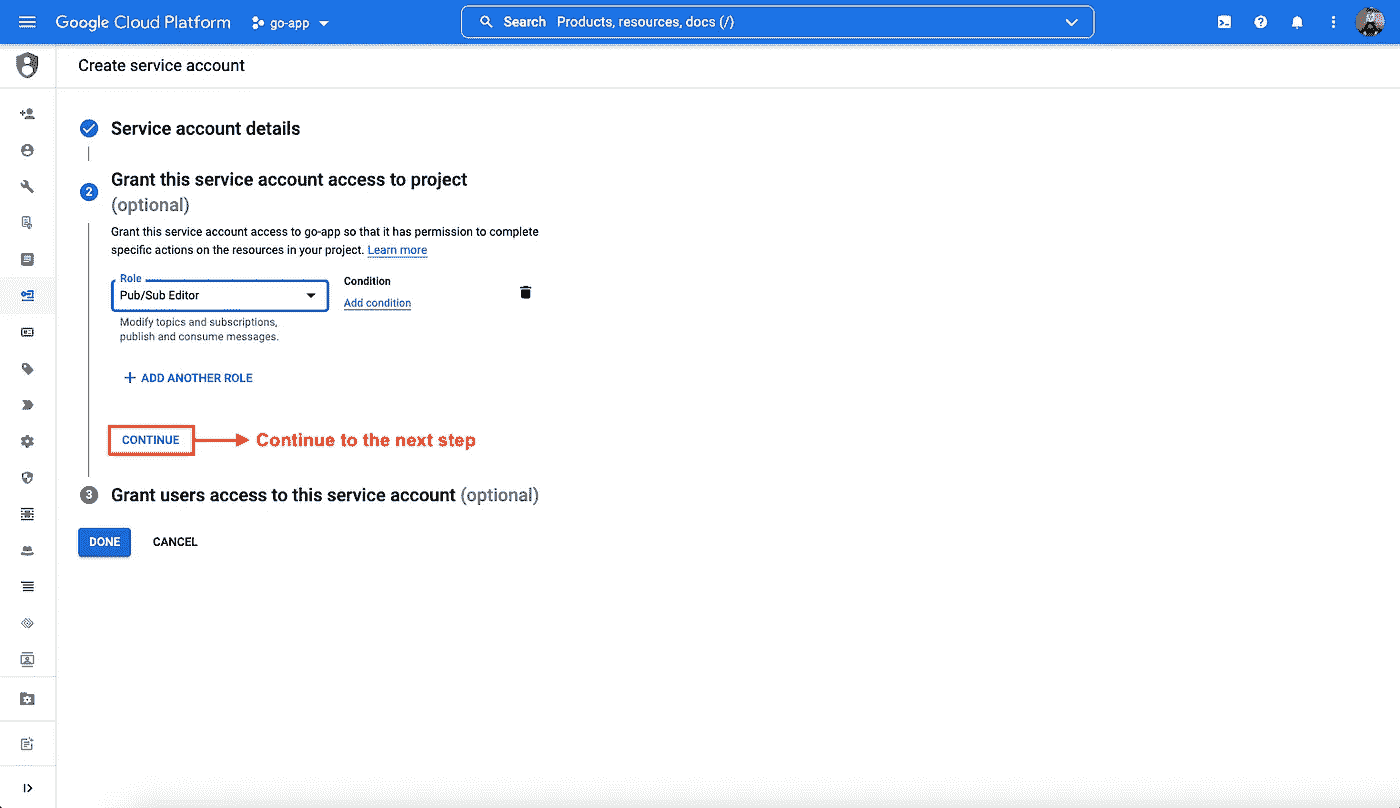 Google Cloud Platform go-app Search Products, resources, docs (/)
Create service account
Service account details
2 Grant this service account access to project
(optional)
Grant this service account access to go-app so that it has permission to complete
specific actions on the resources in your project. Learn more
Role
Pub/Sub Editor
Modify topics and subscriptions,
publish and consume messages.
Condition
Add condition
+ ADD ANOTHER ROLE
CONTINUE Continue to the next step
3 Grant users access to this service account (optional)
DONE CANCEL